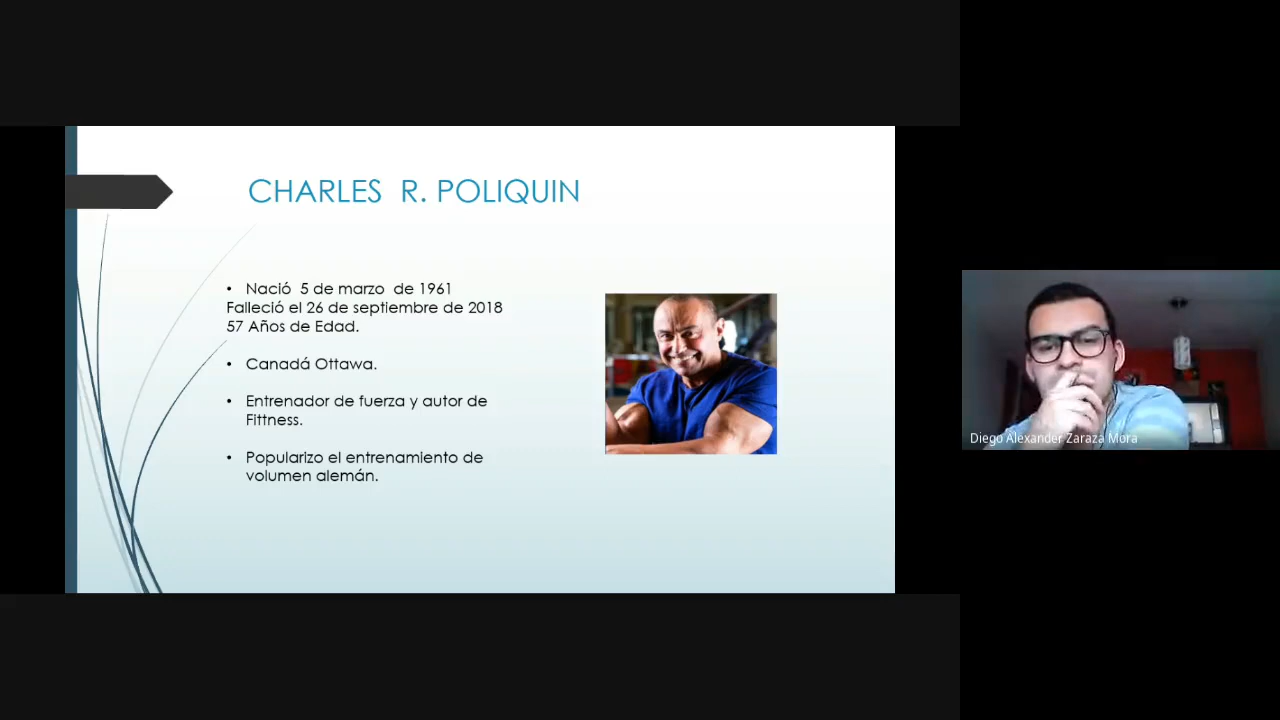 CHARLES R. POLIQUIN
• Nació 5 de marzo de 1961
Falleció el 26 de septiembre de 2018
57 Años de Edad.
• Canadá Ottawa.
• Entrenador de fuerza y autor de
Fittness.
• Popularizo el entrenamiento de
volumen alemán.
Diego Alexander Zaraza Mora